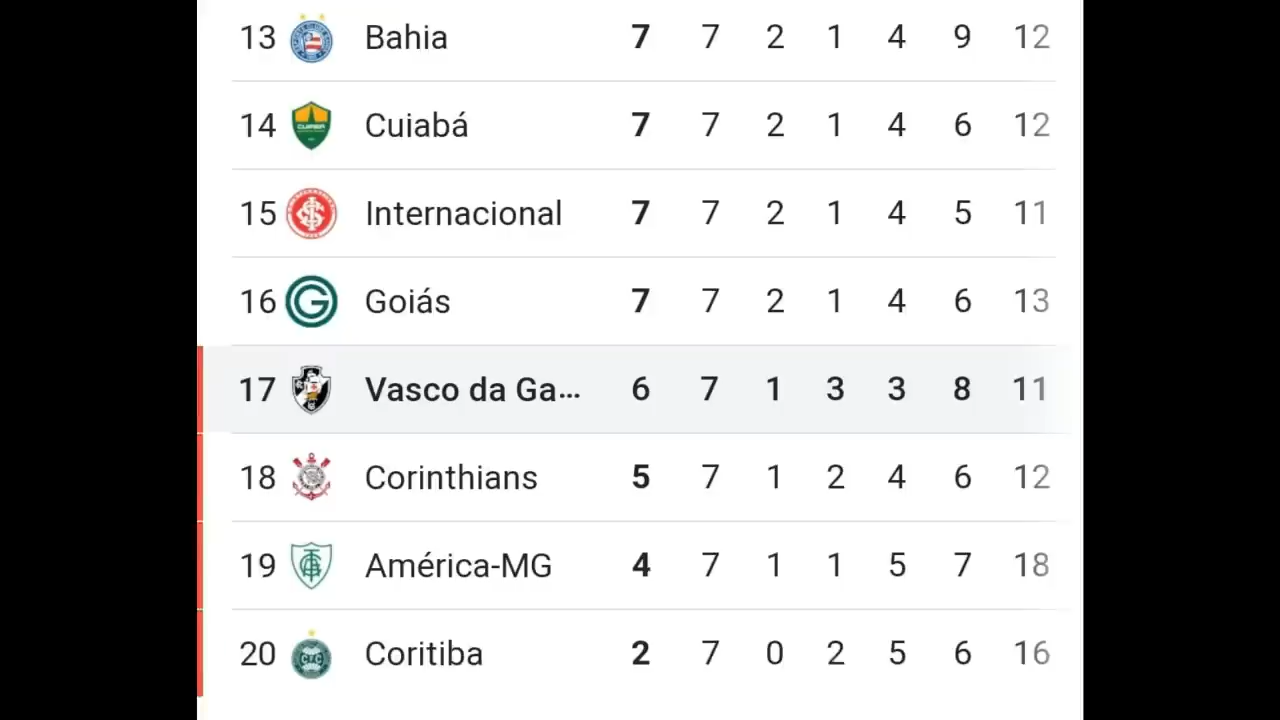 13 Bahia 7 7 2 1 4 9 12
14 Cuiabá 7 7 2 1 4 6 12
15 Internacional 7 7 2 1 4 5 11
16 Goiás 7 7 2 1 4 6 13
17 Vasco da Ga... 6 7 1 3 3 8 11
18 Corinthians 5 7 1 2 4 6 12
19 América-MG 4 7 1 1 5 7 18
20 Coritiba 2 7 0 2 5 6 16